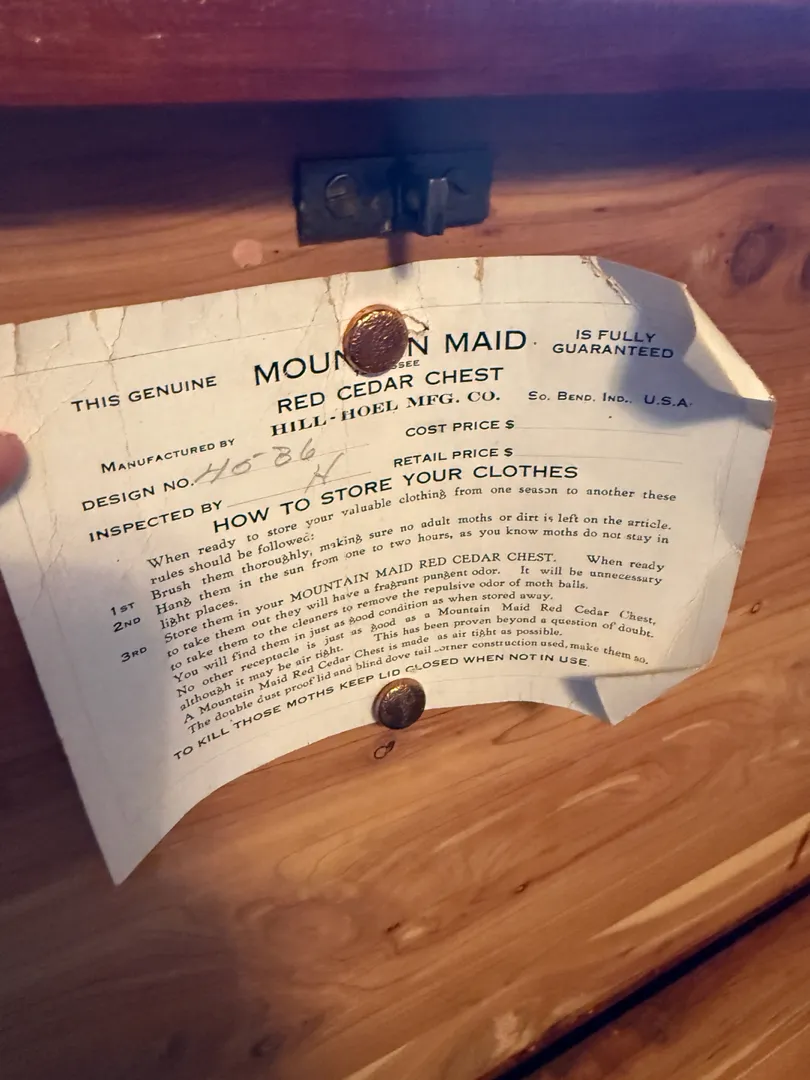 THIS GENUINE MOUN N MAID IS FULLY GUARANTEED
SSEE
RED CEDAR CHEST
MANUFACTURED BY HILL-HOEL MFG. CO. SO. BEND, IND., U.S.A.
DESIGN NO. 4586 COST PRICE $
INSPECTED BY H RETAIL PRICE $
HOW TO STORE YOUR CLOTHES
When ready to store your valuable clothing from one season to another these
rules should be followed:
1ST Brush them thoroughly, making sure no adult moths or dirt is left on the article.
2ND Hang them in the sun from one to two hours, as you know moths do not stay in
light places.
3RD Store them in your MOUNTAIN MAID RED CEDAR CHEST. When ready
to take them out they will have a fragrant pungent odor. It will be unnecessary
to take them to the cleaners to remove the repulsive odor of moth balls.
You will find them in just as good condition as when stored away.
No other receptacle is just as good as a Mountain Maid Red Cedar Chest,
although it may be air tight. This has been proven beyond a question of doubt.
A Mountain Maid Red Cedar Chest is made as air tight as possible.
The double dust proof lid and blind dove tail corner construction used, make them so.
TO KILL THOSE MOTHS KEEP LID CLOSED WHEN NOT IN USE.